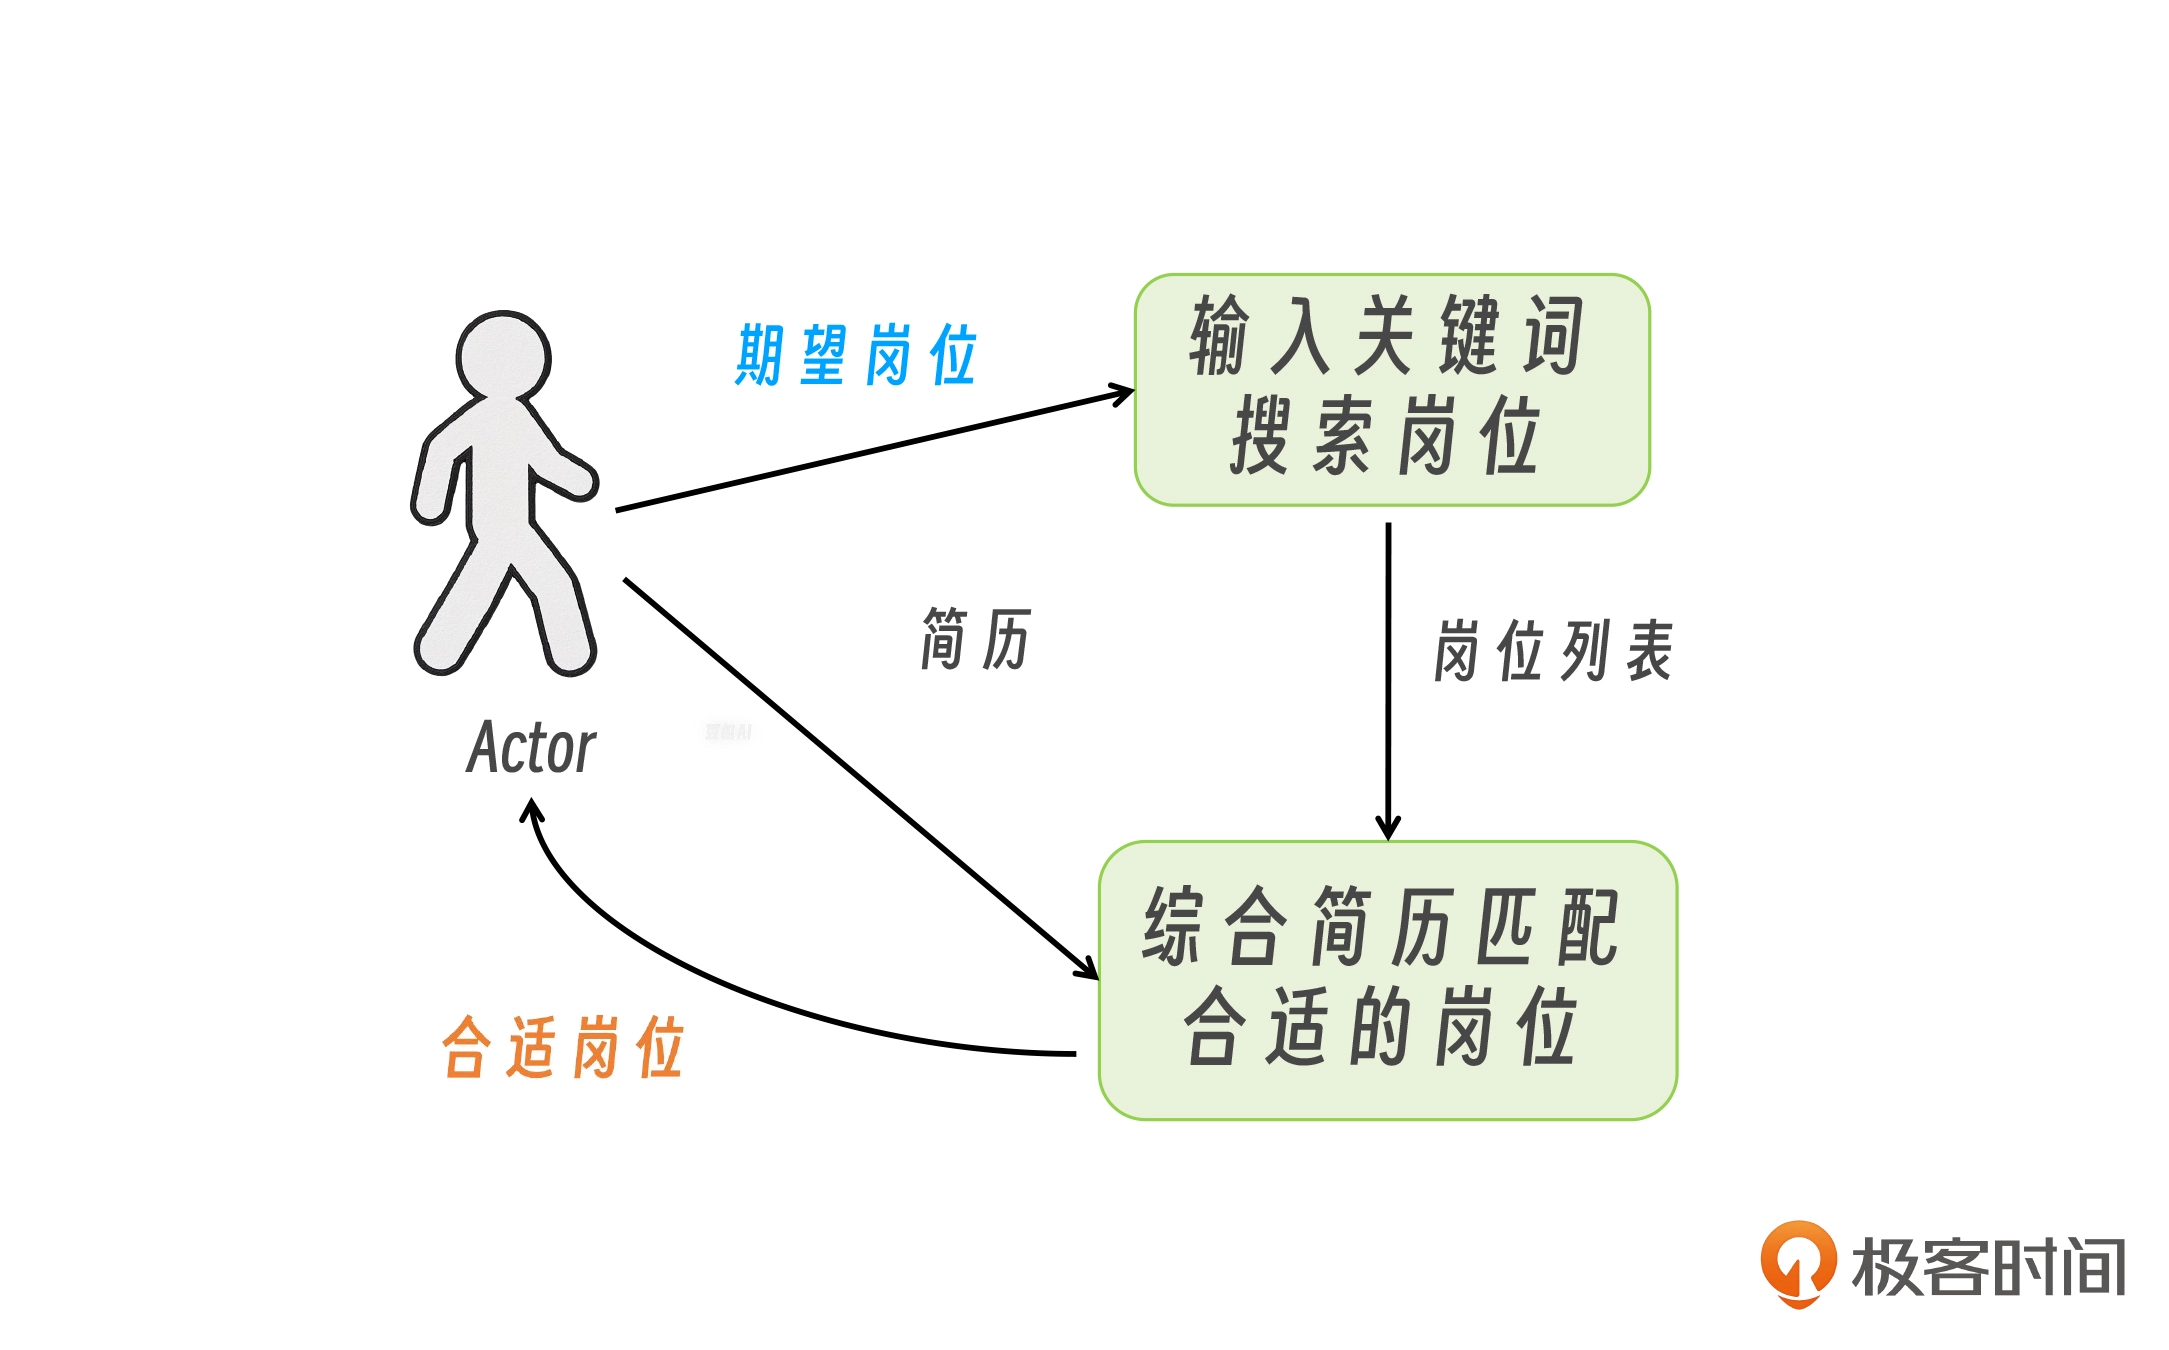 期望岗位
输入关键词
搜索岗位
简历
岗位列表
Actor
综合简历匹配
合适的岗位
合适岗位
极客时间